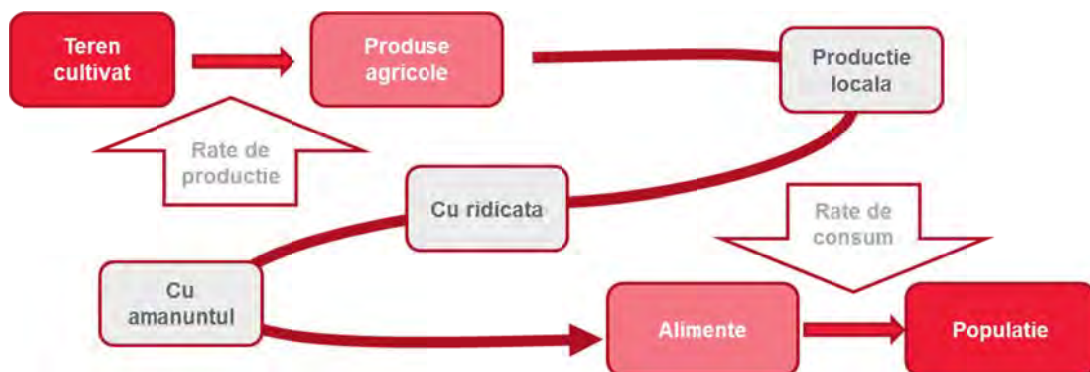 Teren
cultivat
Produse
agricole
Productie
locala
Rate de
productie
Cu ridicata
Rate de
consum
Cu
amanuntul
Alimente
Populatie